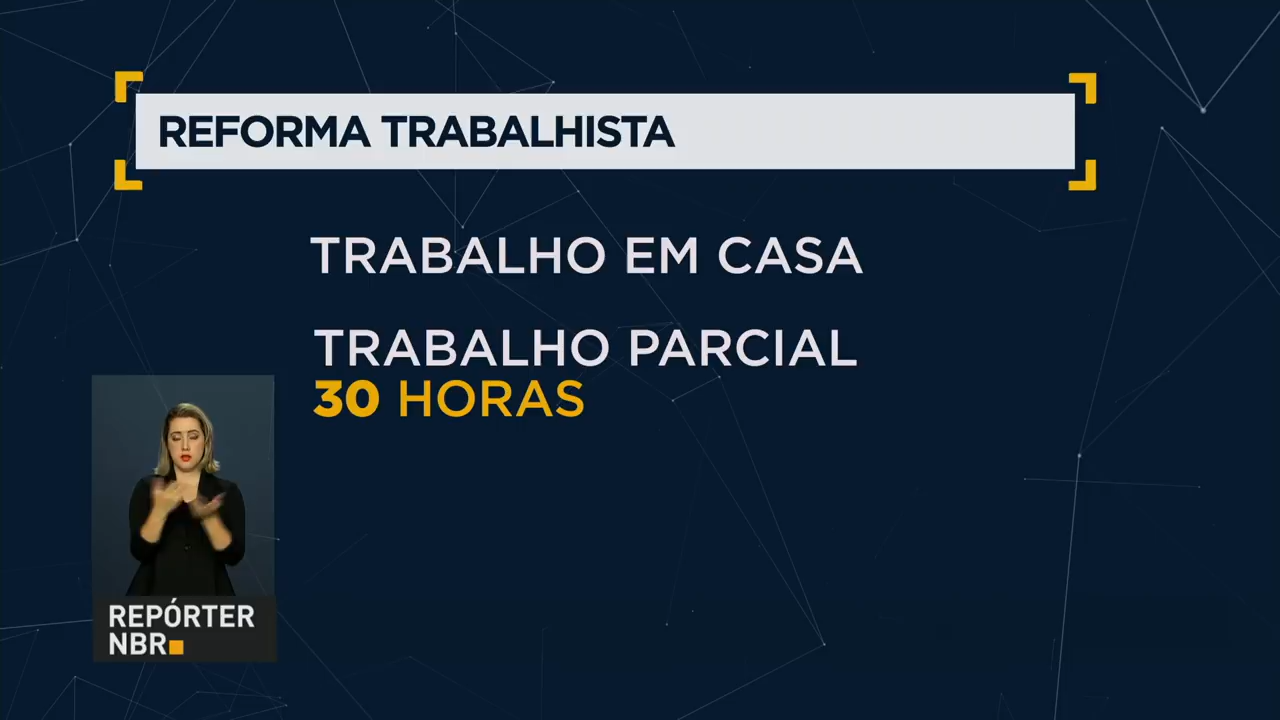 REFORMA TRABALHISTA
TRABALHO EM CASA
TRABALHO PARCIAL
30 HORAS
REPÓRTER
NBR